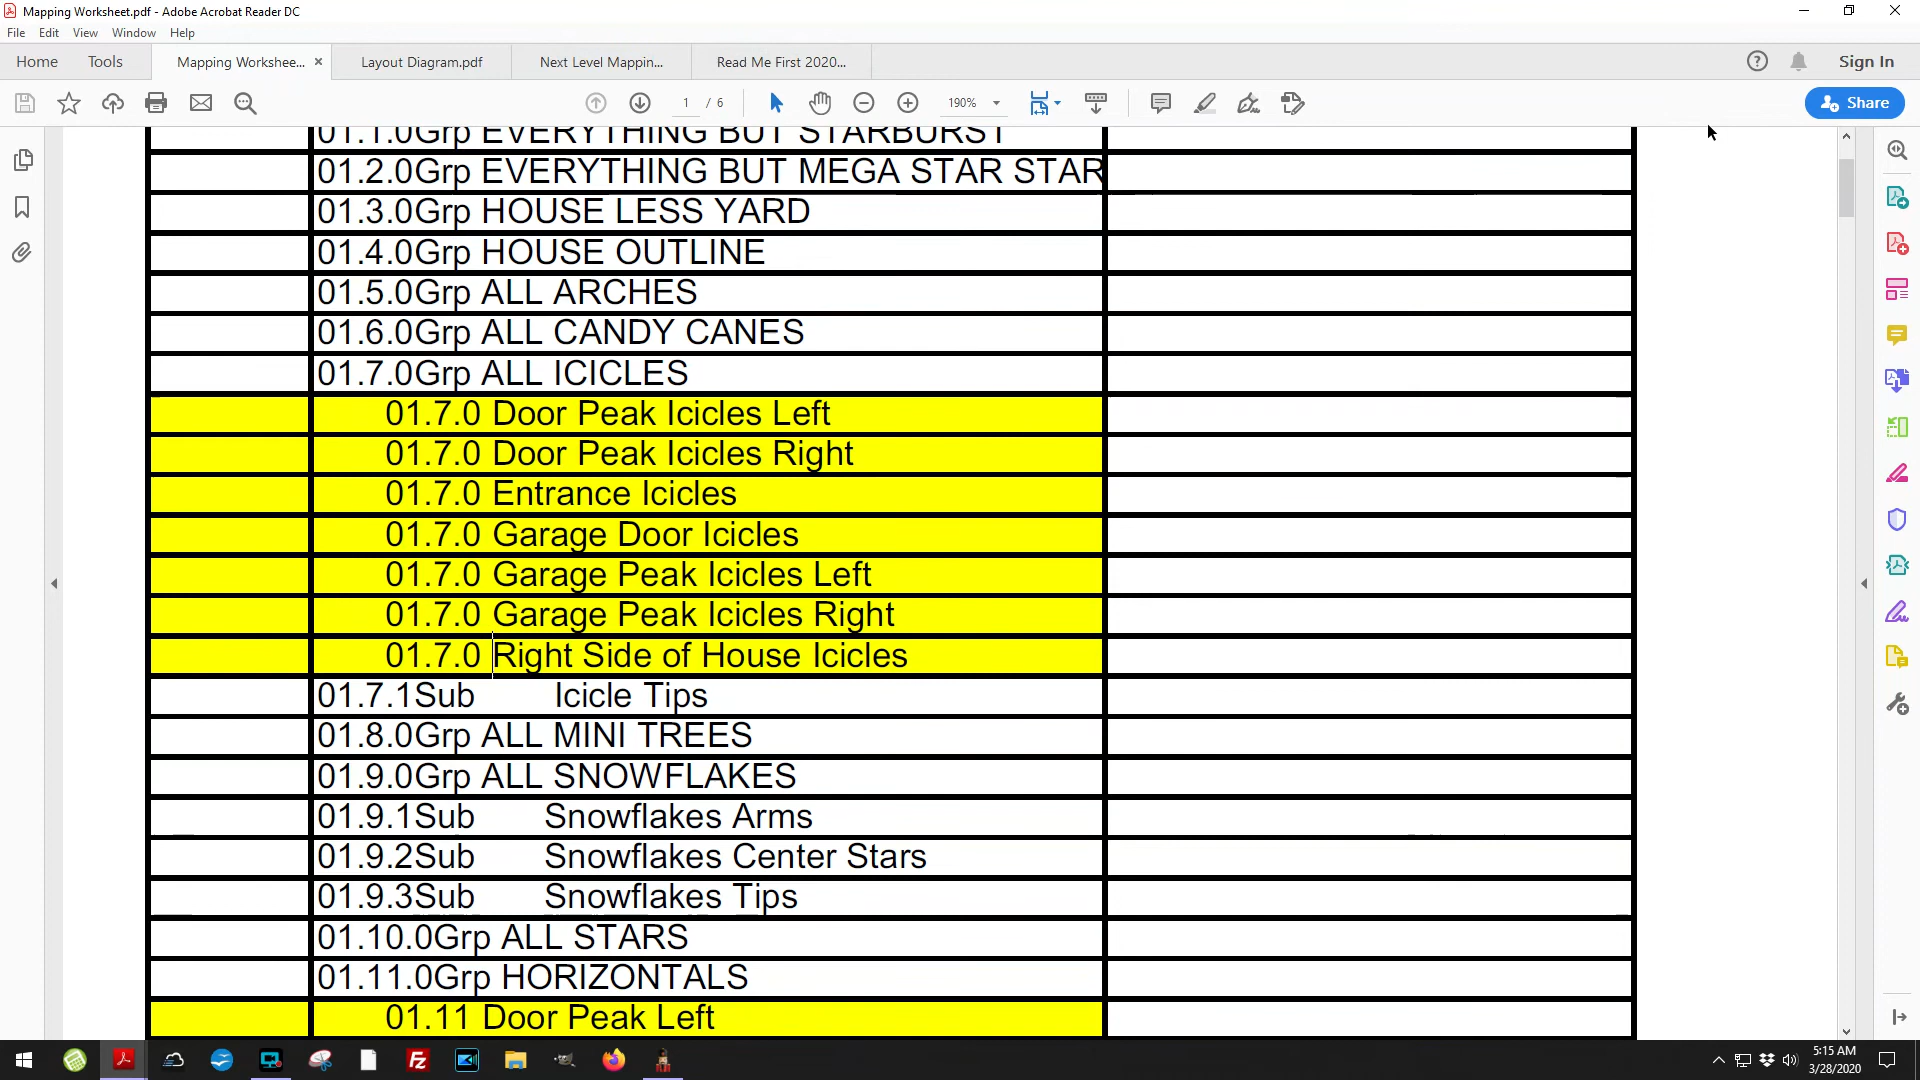 Mapping Worksheet.pdf - Adobe Acrobat Reader DC
File Edit View Window Help
Home Tools Mapping Workshee... × Layout Diagram.pdf Next Level Mappin... Read Me First 2020... Sign In
1 / 6 190% Share
01.1.0Grp EVERYTHING BUT STARBURST
01.2.0Grp EVERYTHING BUT MEGA STAR STAR
01.3.0Grp HOUSE LESS YARD
01.4.0Grp HOUSE OUTLINE
01.5.0Grp ALL ARCHES
01.6.0Grp ALL CANDY CANES
01.7.0Grp ALL ICICLES
01.7.0 Door Peak Icicles Left
01.7.0 Door Peak Icicles Right
01.7.0 Entrance Icicles
01.7.0 Garage Door Icicles
01.7.0 Garage Peak Icicles Left
01.7.0 Garage Peak Icicles Right
01.7.0 Right Side of House Icicles
01.7.1Sub Icicle Tips
01.8.0Grp ALL MINI TREES
01.9.0Grp ALL SNOWFLAKES
01.9.1Sub Snowflakes Arms
01.9.2Sub Snowflakes Center Stars
01.9.3Sub Snowflakes Tips
01.10.0Grp ALL STARS
01.11.0Grp HORIZONTALS
01.11 Door Peak Left
5:15 AM
3/28/2020